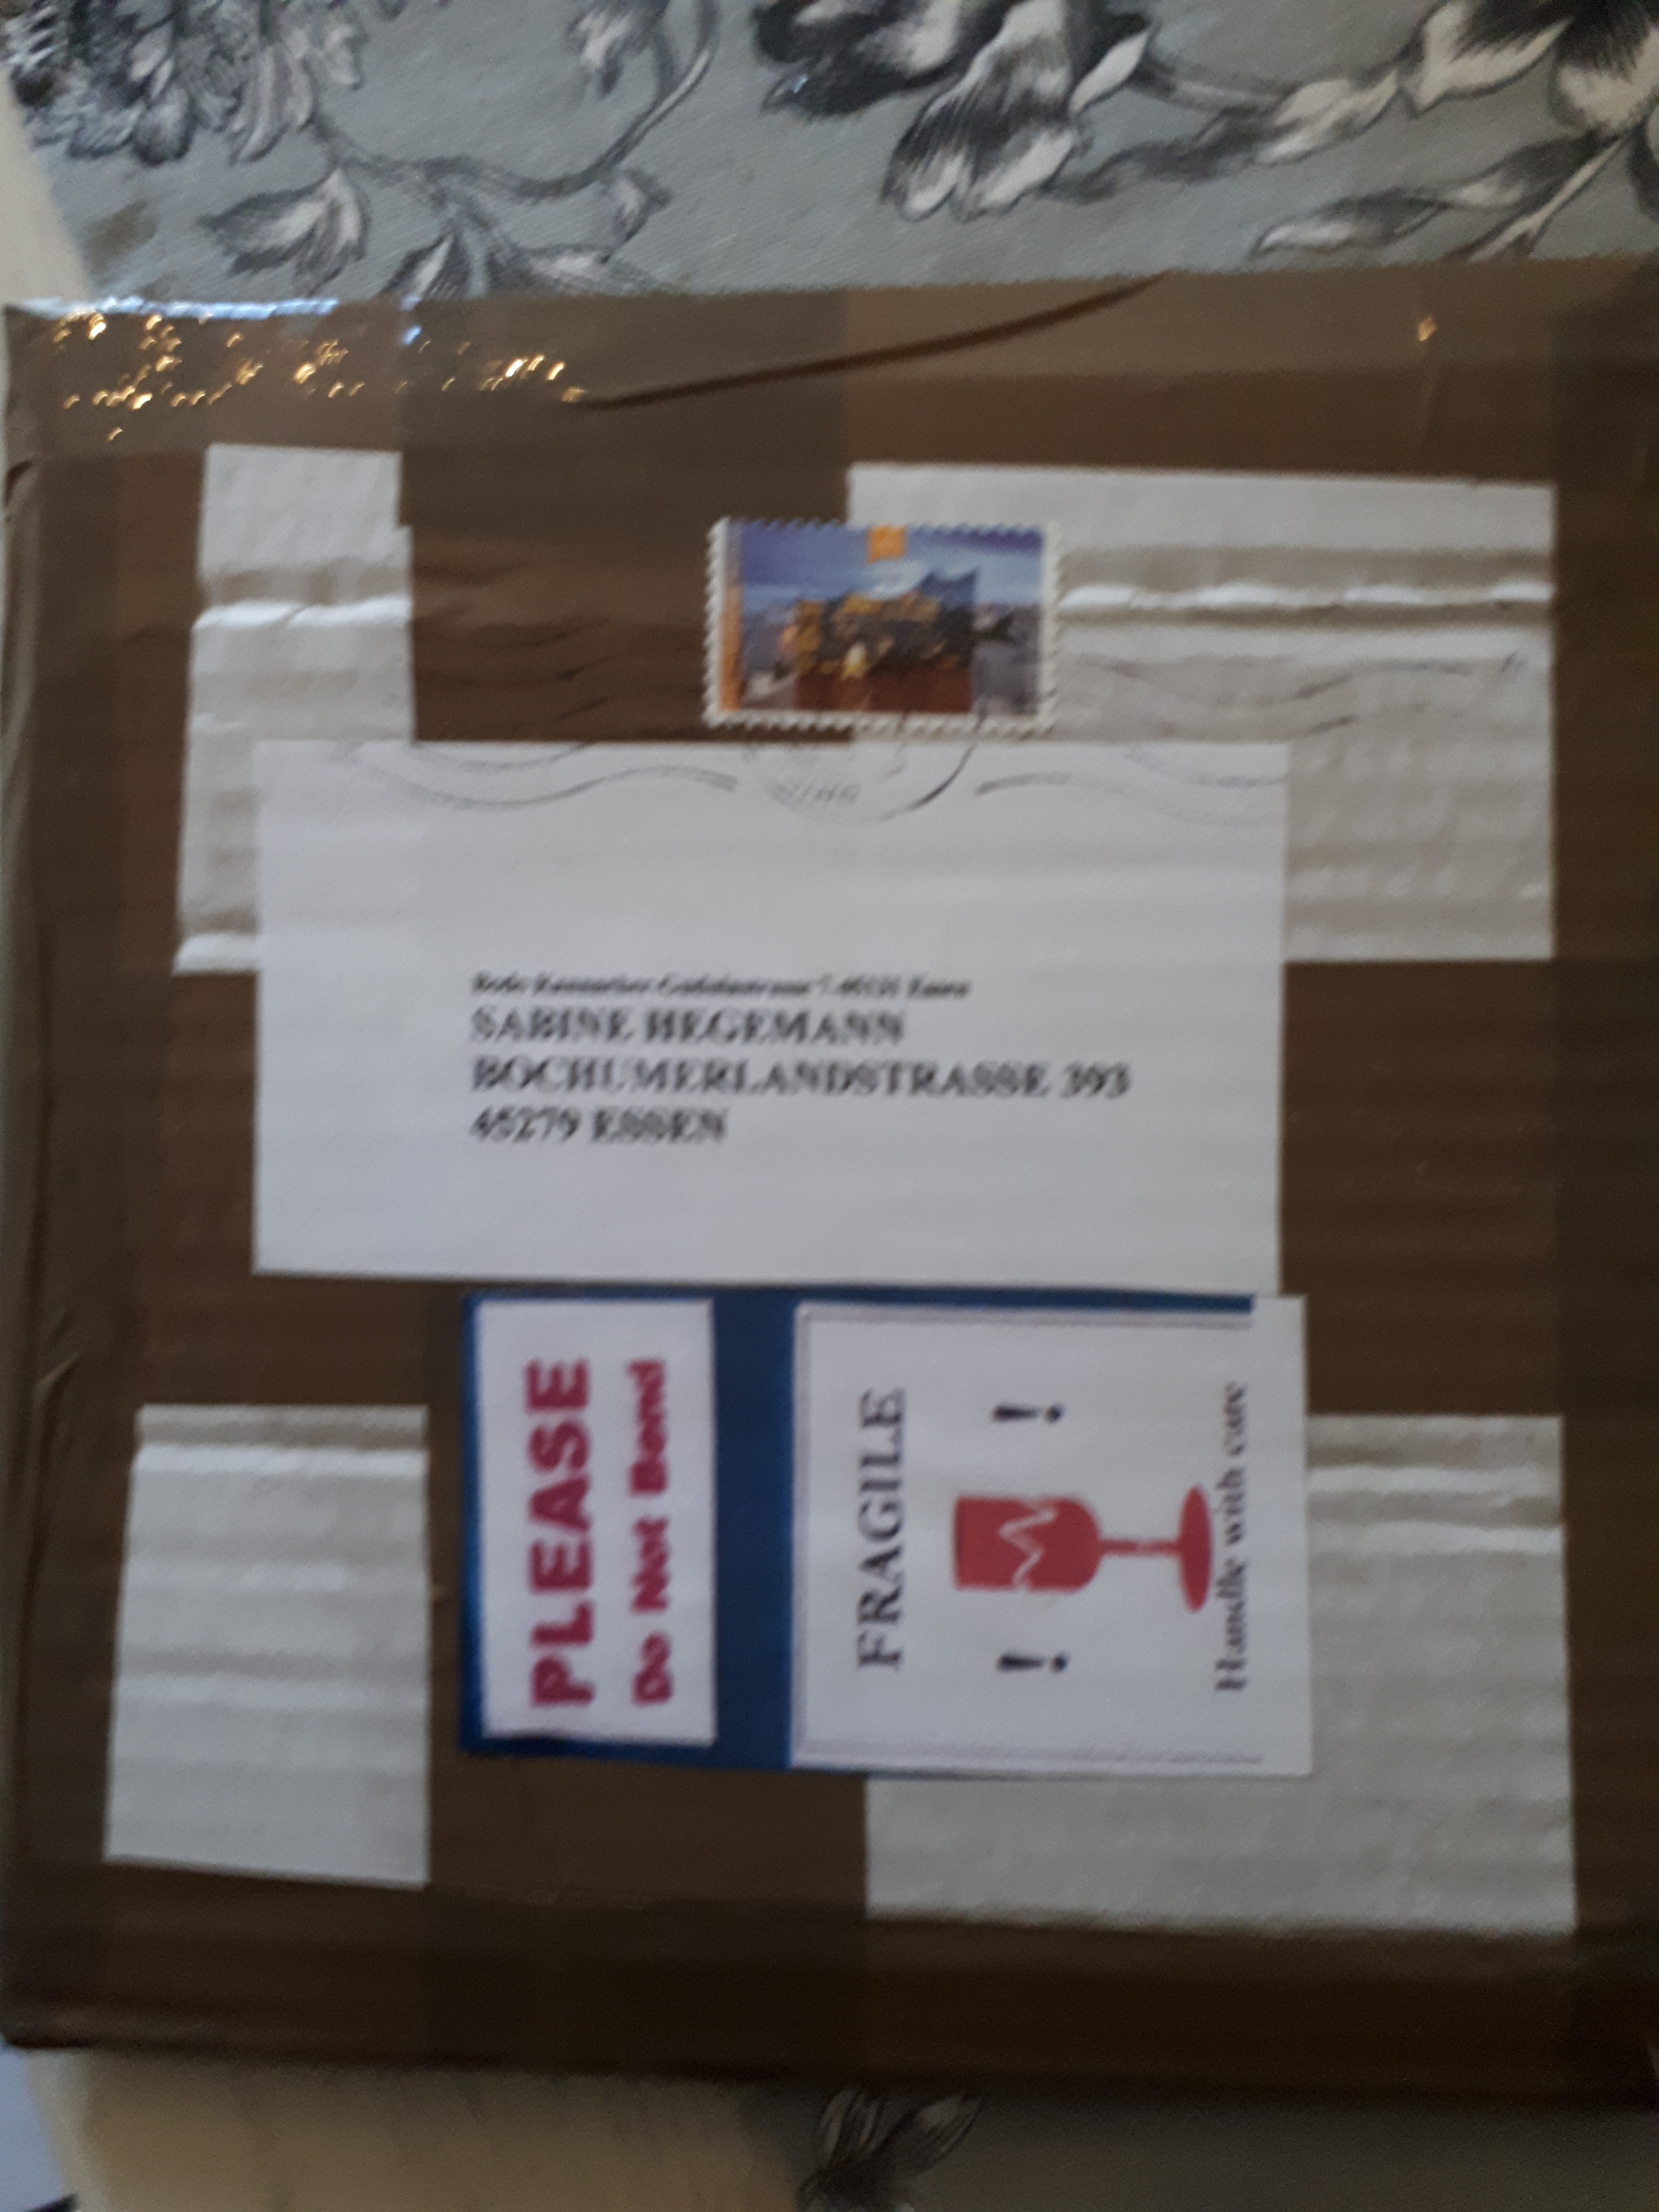 SABINE HEGEMANN
BOCHUMERLANDSTRASSE 393
45279 ESSEN
PLEASE
Do Not Bend
FRAGILE
! !
Handle with care